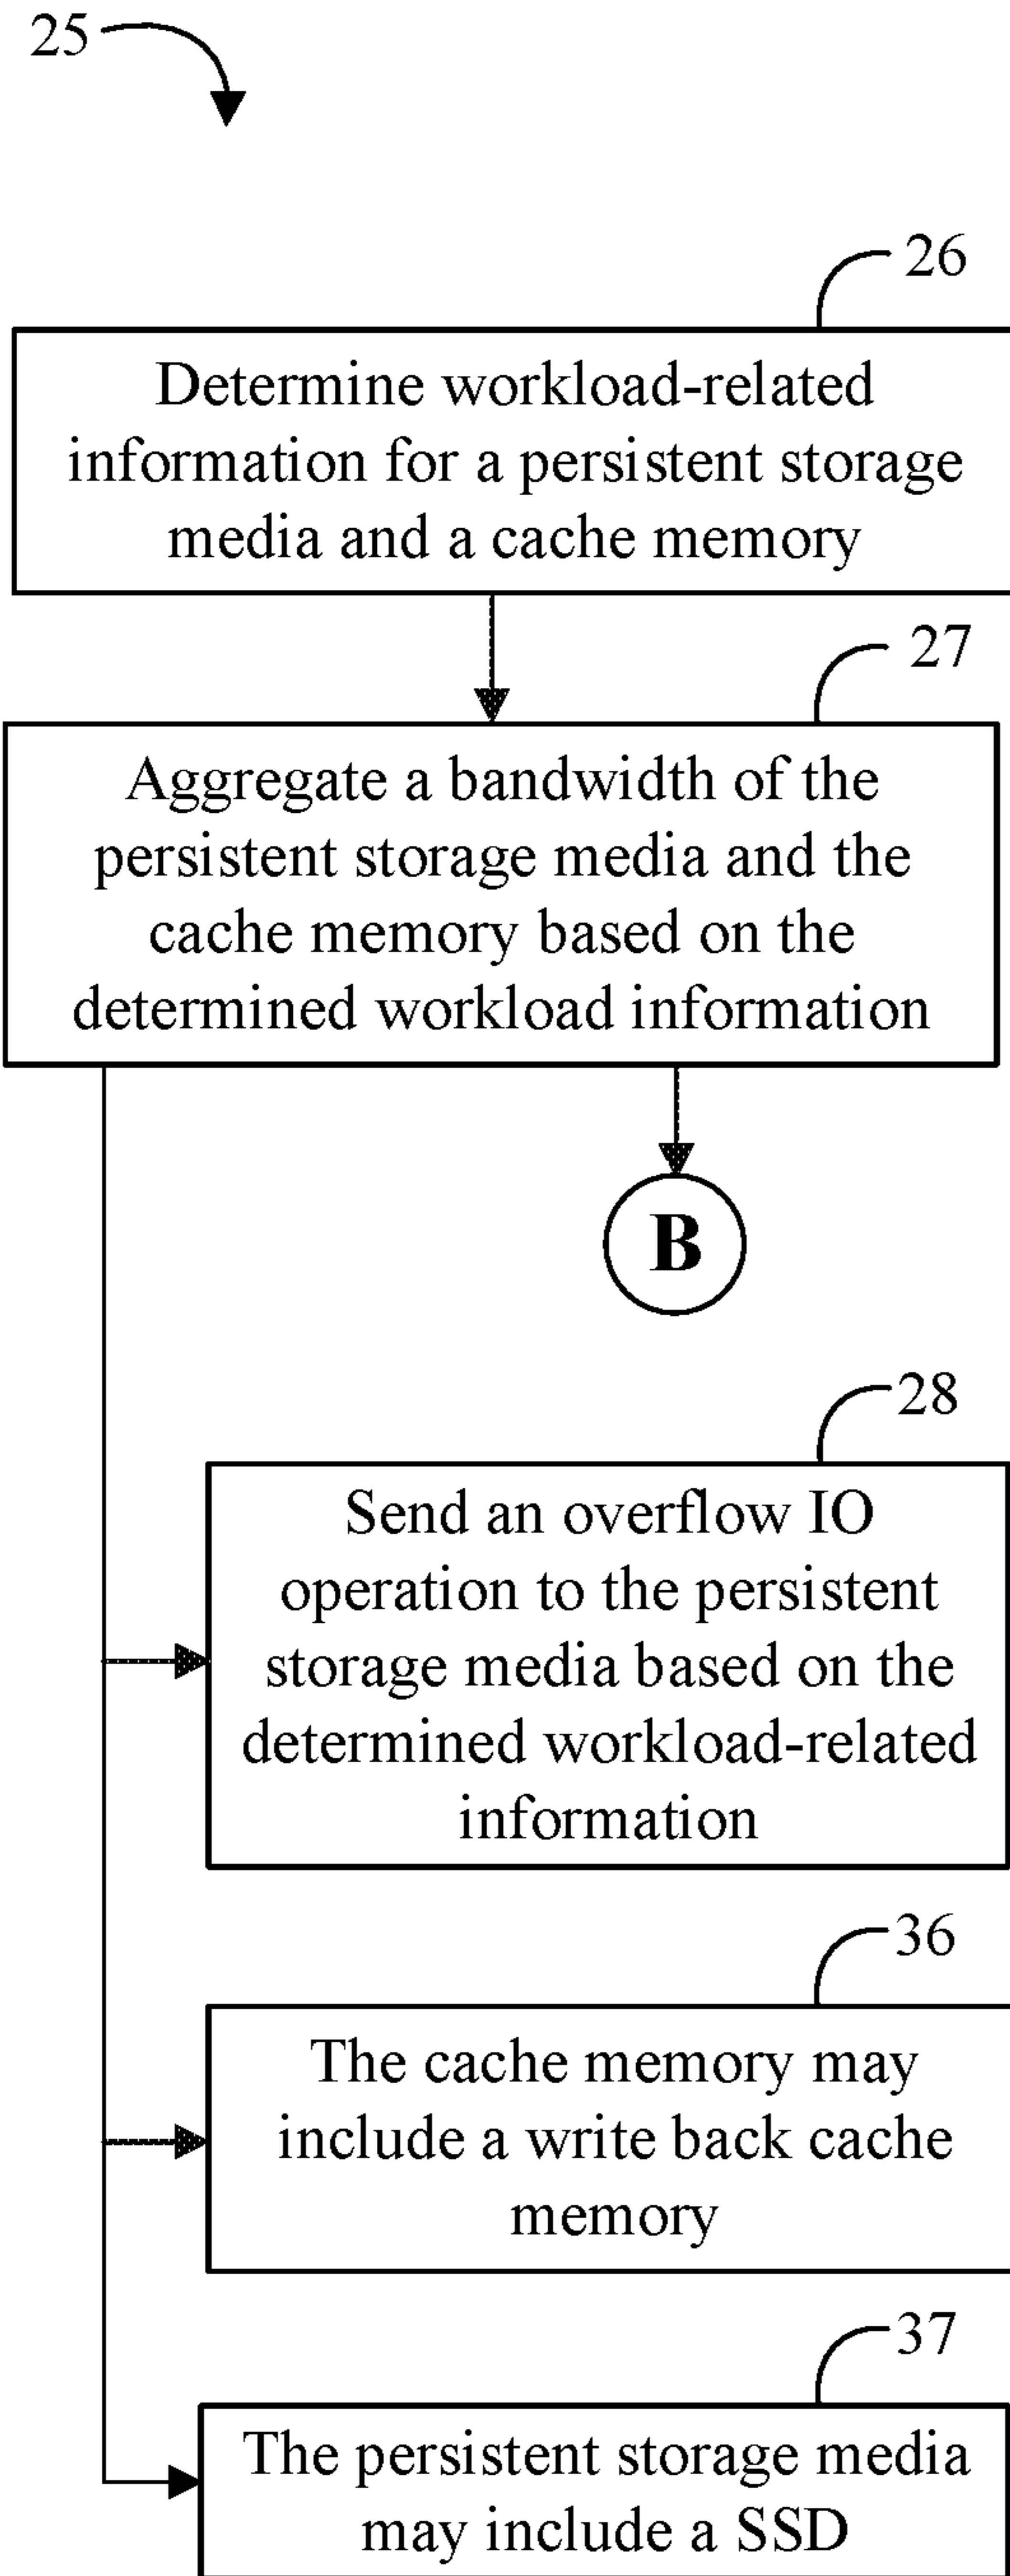 25
26
Determine workload-related
information for a persistent storage
media and a cache memory
27
Aggregate a bandwidth of the
persistent storage media and the
cache memory based on the
determined workload information
B
28
Send an overflow IO
operation to the persistent
storage media based on the
determined workload-related
information
36
The cache memory may
include a write back cache
memory
37
The persistent storage media
may include a SSD